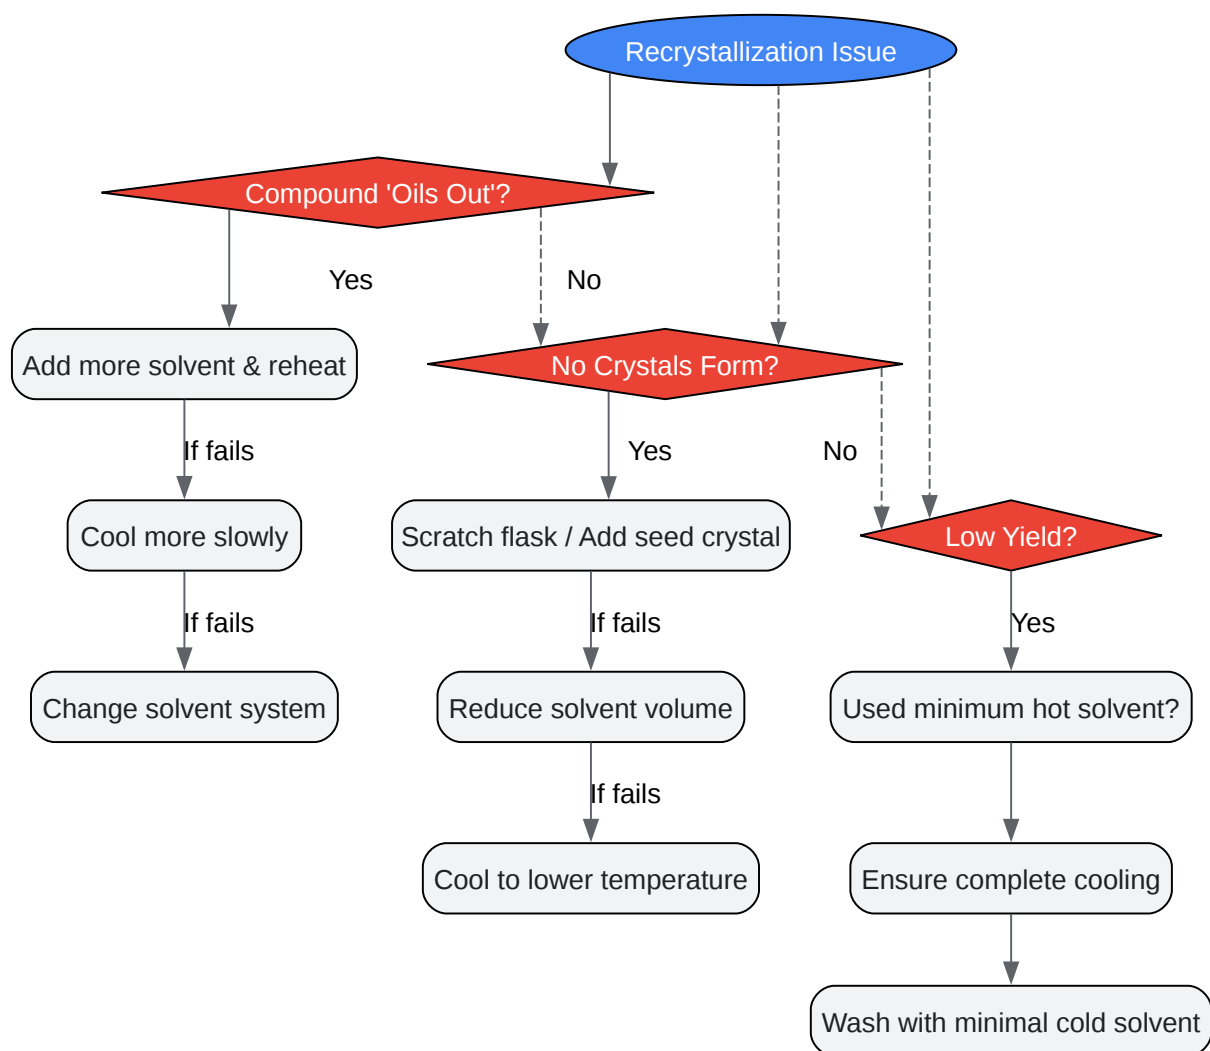 Recrystallization Issue
Compound 'Oils Out'?
Yes
No
Add more solvent & reheat
No Crystals Form?
If fails
Yes
No
Cool more slowly
Scratch flask / Add seed crystal
Low Yield?
If fails
If fails
Yes
Change solvent system
Reduce solvent volume
Used minimum hot solvent?
If fails
Cool to lower temperature
Ensure complete cooling
Wash with minimal cold solvent